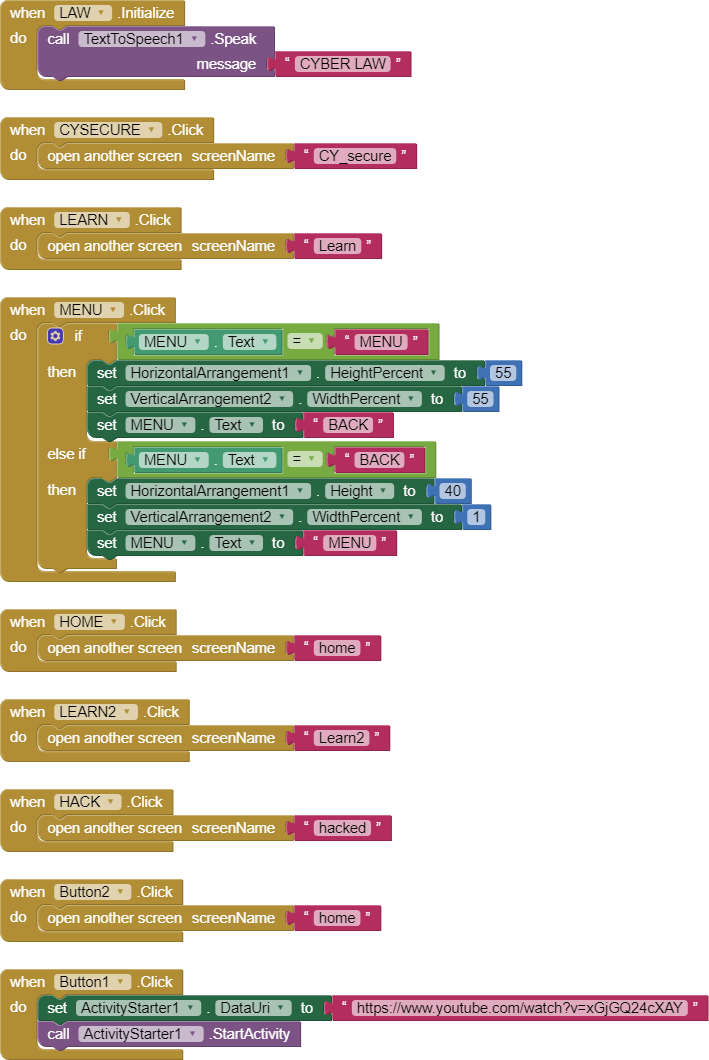 when LAW .Initialize
do call TextToSpeech1 .Speak
message “ CYBER LAW ”
when CYSECURE .Click
do open another screen screenName “ CY_secure ”
when LEARN .Click
do open another screen screenName “ Learn ”
when MENU .Click
do if MENU . Text = “ MENU ”
then set HorizontalArrangement1 . HeightPercent to 55
set VerticalArrangement2 . WidthPercent to 55
set MENU . Text to “ BACK ”
else if MENU . Text = “ BACK ”
then set HorizontalArrangement1 . Height to 40
set VerticalArrangement2 . WidthPercent to 1
set MENU . Text to “ MENU ”
when HOME .Click
do open another screen screenName “ home ”
when LEARN2 .Click
do open another screen screenName “ Learn2 ”
when HACK .Click
do open another screen screenName “ hacked ”
when Button2 .Click
do open another screen screenName “ home ”
when Button1 .Click
do set ActivityStarter1 . DataUri to “ https://www.youtube.com/watch?v=xGjGQ24cXAY ”
call ActivityStarter1 .StartActivity